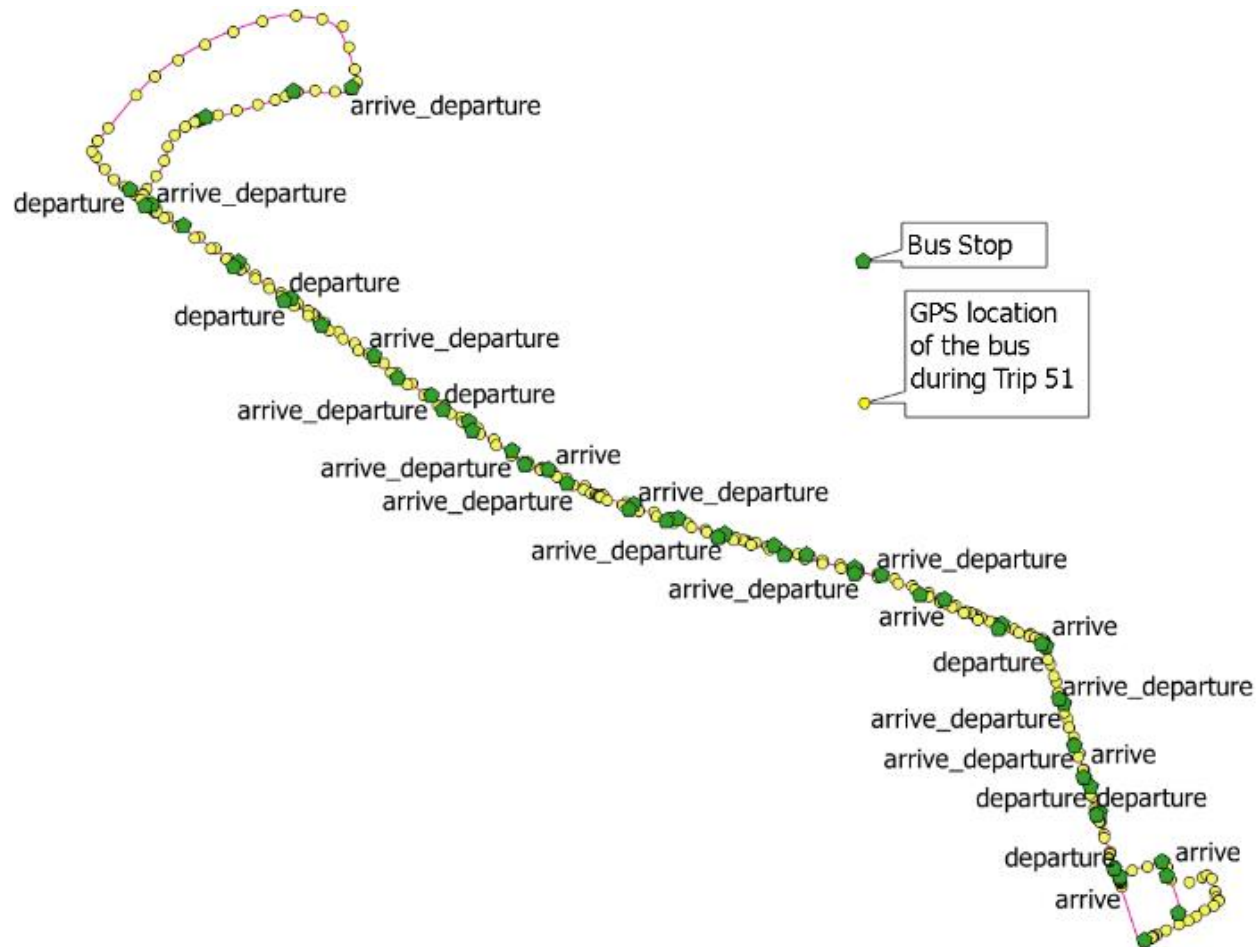 arrive_departure
arrive_departure
departure
Bus Stop
departure
departure
GPS location
of the bus
during Trip 51
arrive_departure
departure
arrive_departure
arrive
arrive_departure
arrive_departure
arrive_departure
arrive_departure
arrive_departure
arrive_departure
arrive
arrive
departure
arrive_departure
arrive_departure
arrive_departure
arrive
departure
departure
departure
arrive
arrive